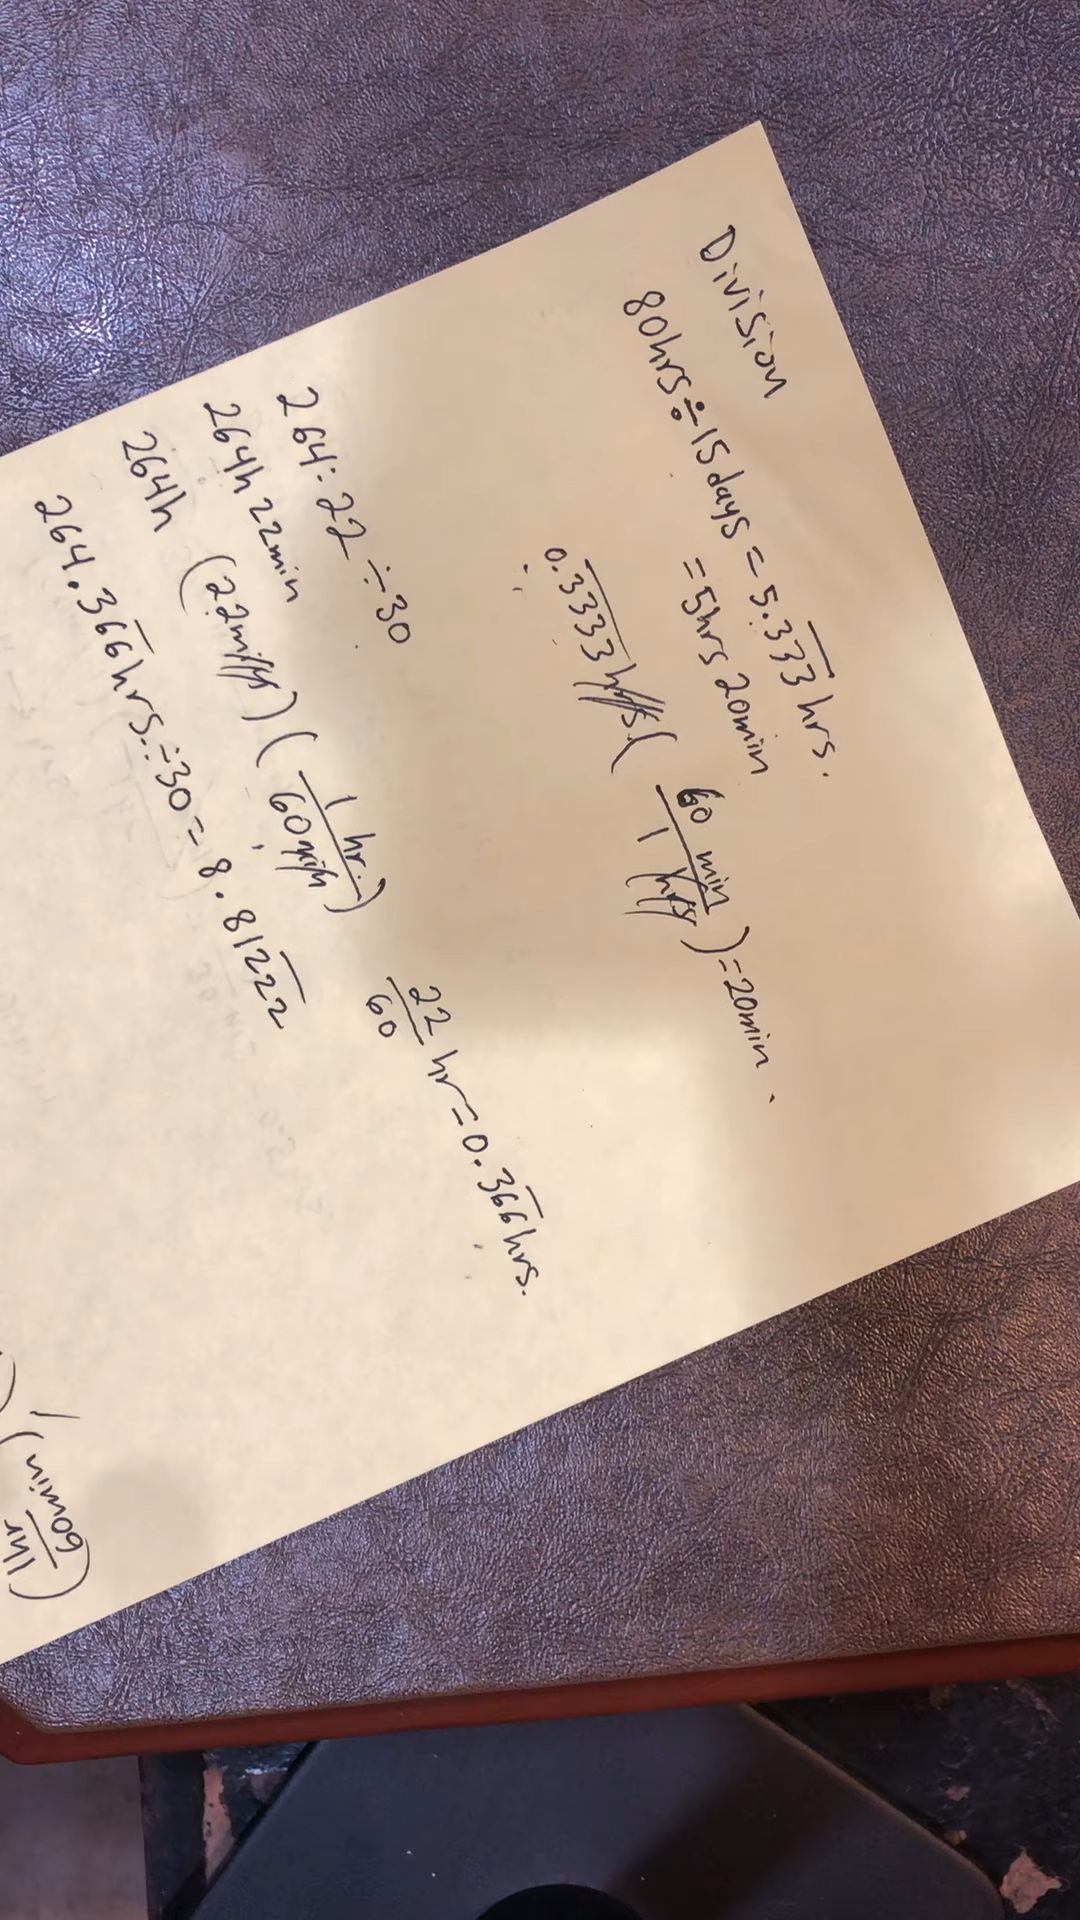 Division
80hrs ÷ 15 days = 5.333 hrs.
= 5hrs 20min
0.3333 hrs ( 60 min / 1 hrs ) = 20min.
264:22 ÷ 30
264h 22min
264h (22min) ( 1 hr. / 60 min ) 22/60 hr = 0.366 hrs.
264.366 hrs. ÷ 30 = 8.81222
( 1hr / 60min )